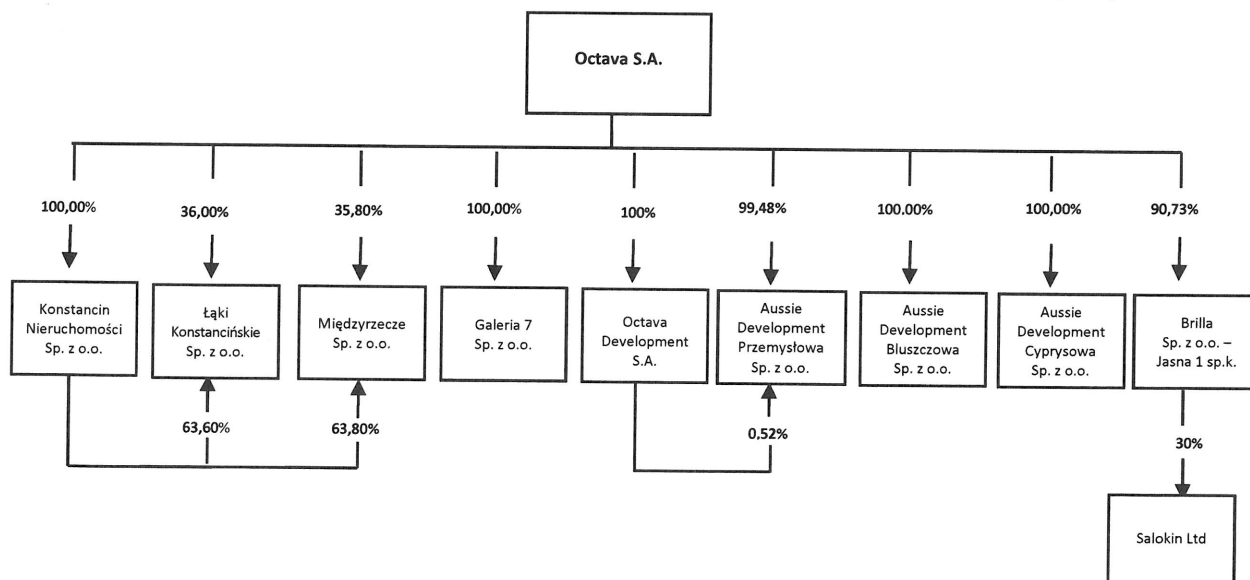 Octava S.A.
100,00%
36,00%
35,80%
100,00%
100%
99,48%
100.00%
100,00%
90,73%
Konstancin
Nieruchomości
Sp. z o.o.
Łąki
Konstancińskie
Sp. z o.o.
Międzyrzecze
Sp. z o.o.
Galeria 7
Sp. z o.o.
Octava
Development
S.A.
Aussie
Development
Przemysłowa
Sp. z o.o.
Aussie
Development
Bluszczowa
Sp. z o.o.
Aussie
Development
Cyprysowa
Sp. z o.o.
Brilla
Sp. z o.o. –
Jasna 1 sp.k.
63,60%
63,80%
0,52%
30%
Salokin Ltd